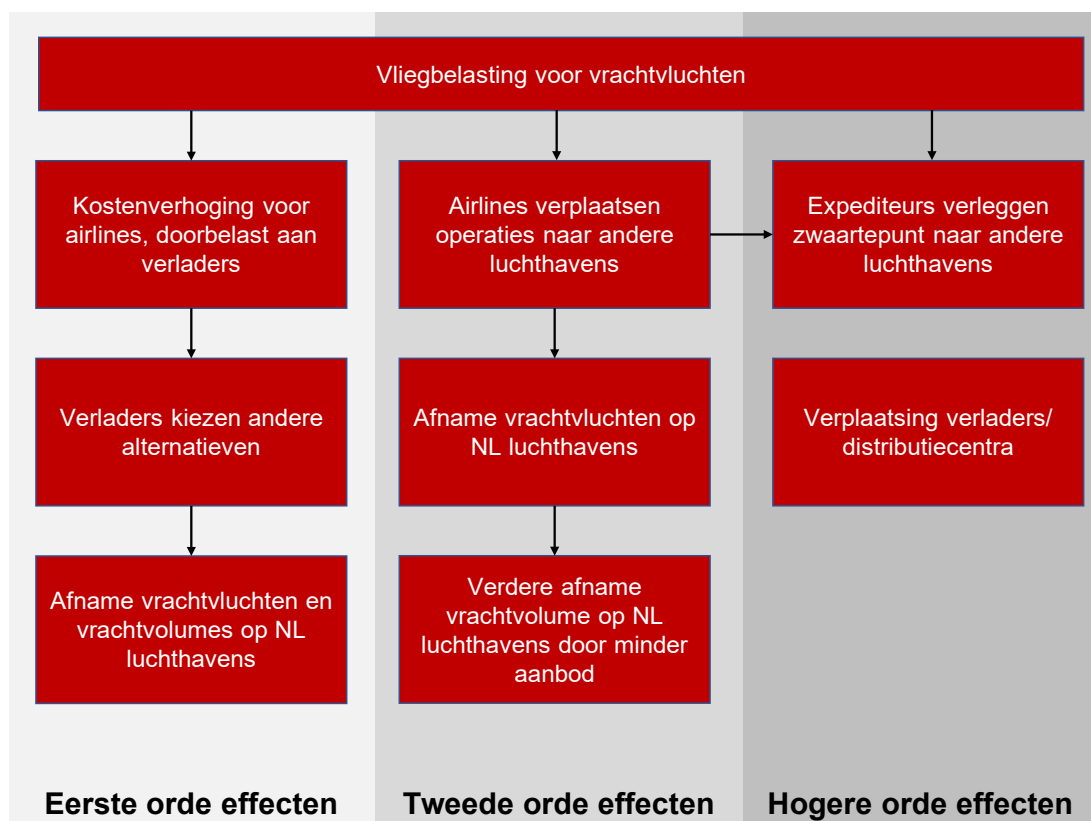 Vliegbelasting voor vrachtvluchten
Kostenverhoging voor
airlines, doorbelast aan
verladers
Airlines verplaatsen
operaties naar andere
luchthavens
Expediteurs verleggen
zwaartepunt naar andere
luchthavens
Verladers kiezen andere
alternatieven
Afname vrachtvluchten op
NL luchthavens
Verplaatsing verladers/
distributiecentra
Afname vrachtvluchten en
vrachtvolumes op NL
luchthavens
Verdere afname
vrachtvolume op NL
luchthavens door minder
aanbod
Eerste orde effecten
Tweede orde effecten
Hogere orde effecten